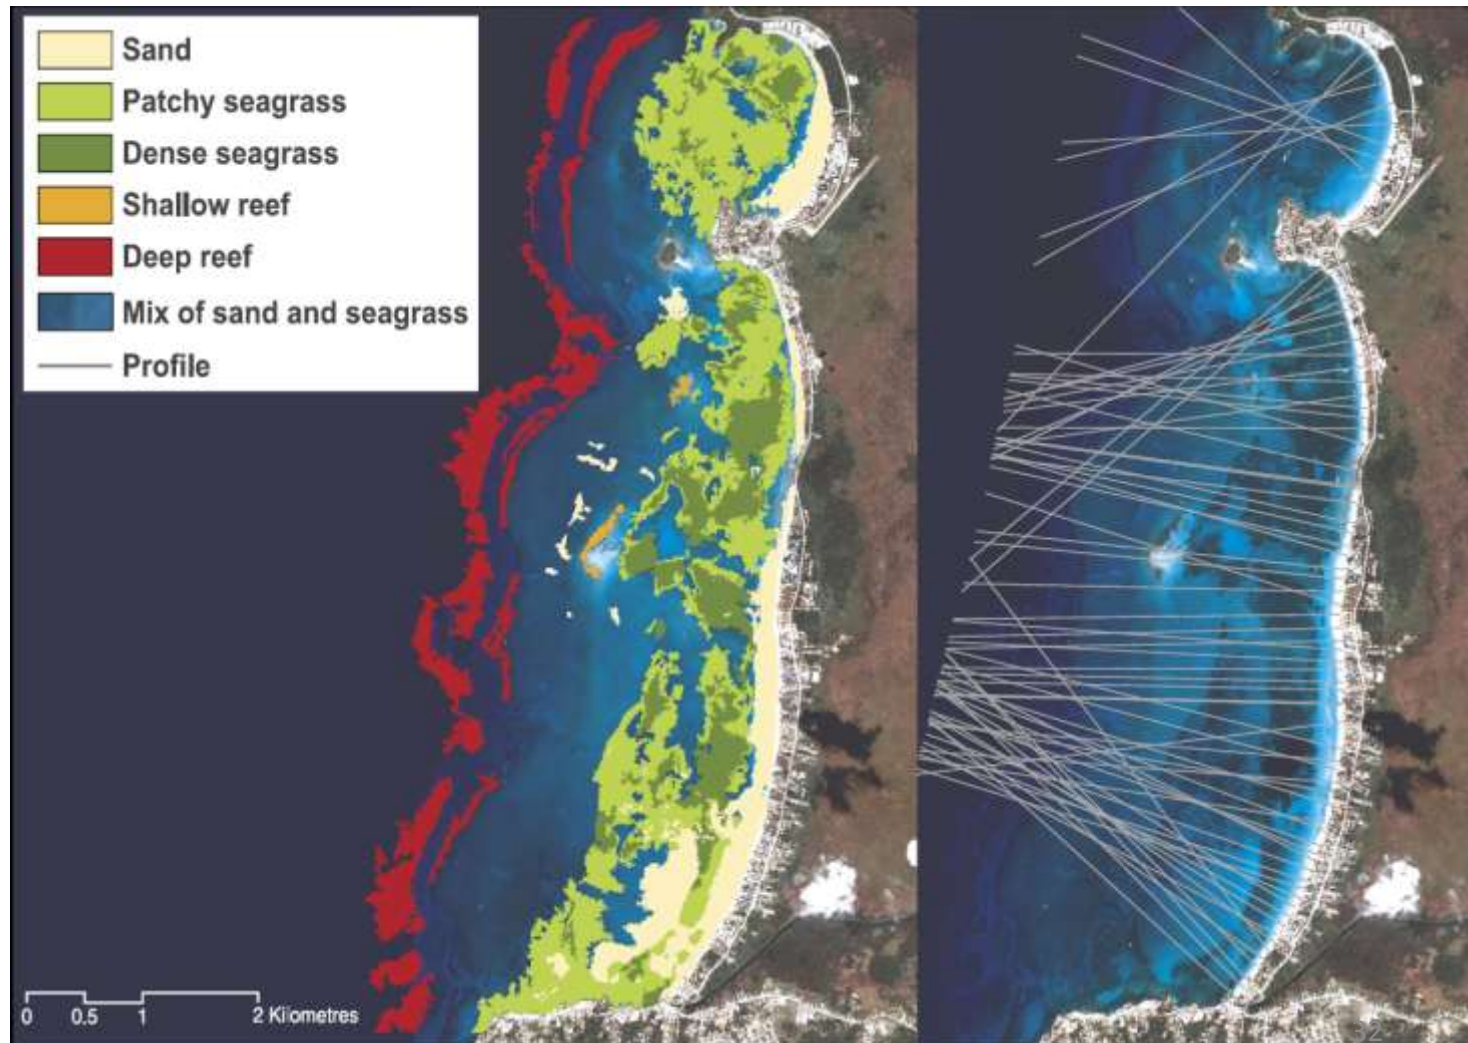 Sand
Patchy seagrass
Dense seagrass
Shallow reef
Deep reef
Mix of sand and seagrass
Profile
0 0.5 1 2 Kilometres
32